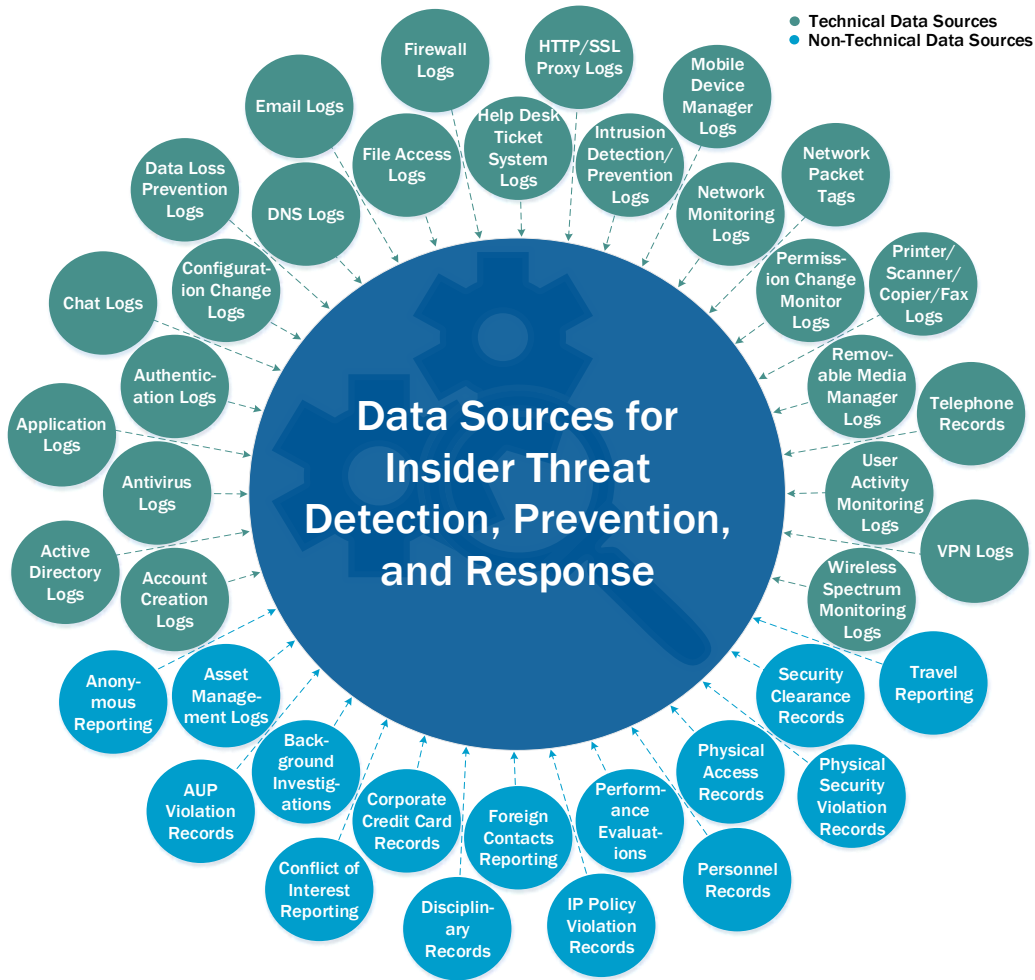 Technical Data Sources
Non-Technical Data Sources
Firewall
Logs
HTTP/SSL
Proxy Logs
Mobile
Device
Manager
Logs
Email Logs
File Access
Logs
Help Desk
Ticket
System
Logs
Intrusion
Detection/
Prevention
Logs
Network
Packet
Tags
Data Loss
Prevention
Logs
DNS Logs
Network
Monitoring
Logs
Printer/
Scanner/
Copier/Fax
Logs
Chat Logs
Configurat-
ion Change
Logs
Permiss-
ion Change
Monitor
Logs
Authentic-
ation Logs
Remov-
able Media
Manager
Logs
Application
Logs
Telephone
Records
Antivirus
Logs
User
Activity
Monitoring
Logs
Active
Directory
Logs
VPN Logs
Account
Creation
Logs
Wireless
Spectrum
Monitoring
Logs
Data Sources for
Insider Threat
Detection, Prevention,
and Response
Anony-
mous
Reporting
Asset
Manage-
ment Logs
Security
Clearance
Records
Travel
Reporting
AUP
Violation
Records
Back-
ground
Investig-
ations
Physical
Access
Records
Physical
Security
Violation
Records
Conflict of
Interest
Reporting
Corporate
Credit Card
Records
Foreign
Contacts
Reporting
Perform-
ance
Evaluat-
ions
Personnel
Records
Disciplin-
ary
Records
IP Policy
Violation
Records